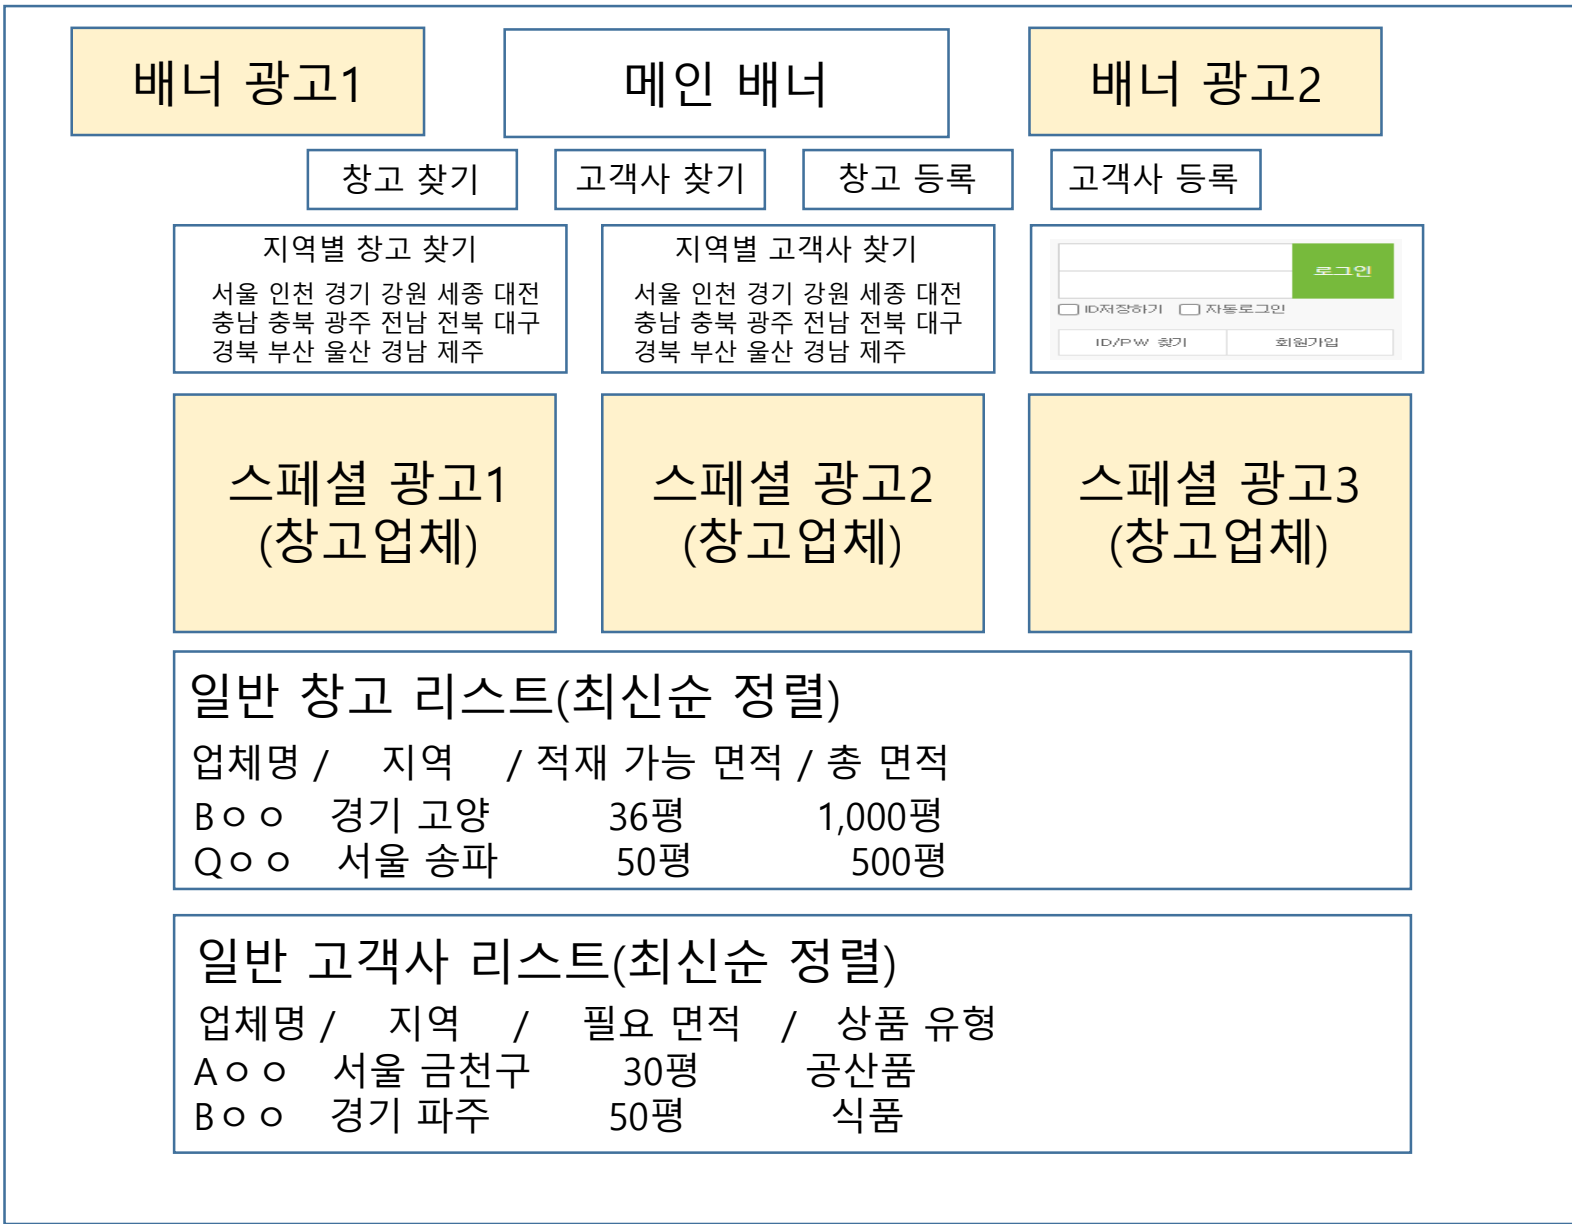 배너 광고1
메인 배너
배너 광고2
창고 찾기
고객사 찾기
창고 등록
고객사 등록
지역별 창고 찾기
서울 인천 경기 강원 세종 대전
충남 충북 광주 전남 전북 대구
경북 부산 울산 경남 제주
지역별 고객사 찾기
서울 인천 경기 강원 세종 대전
충남 충북 광주 전남 전북 대구
경북 부산 울산 경남 제주
로그인
ID저장하기 자동로그인
ID/PW 찾기 회원가입
스페셜 광고1
(창고업체)
스페셜 광고2
(창고업체)
스페셜 광고3
(창고업체)
일반 창고 리스트(최신순 정렬)
업체명 / 지역 / 적재 가능 면적 / 총 면적
Bㅇㅇ 경기 고양 36평 1,000평
Qㅇㅇ 서울 송파 50평 500평
일반 고객사 리스트(최신순 정렬)
업체명 / 지역 / 필요 면적 / 상품 유형
Aㅇㅇ 서울 금천구 30평 공산품
Bㅇㅇ 경기 파주 50평 식품